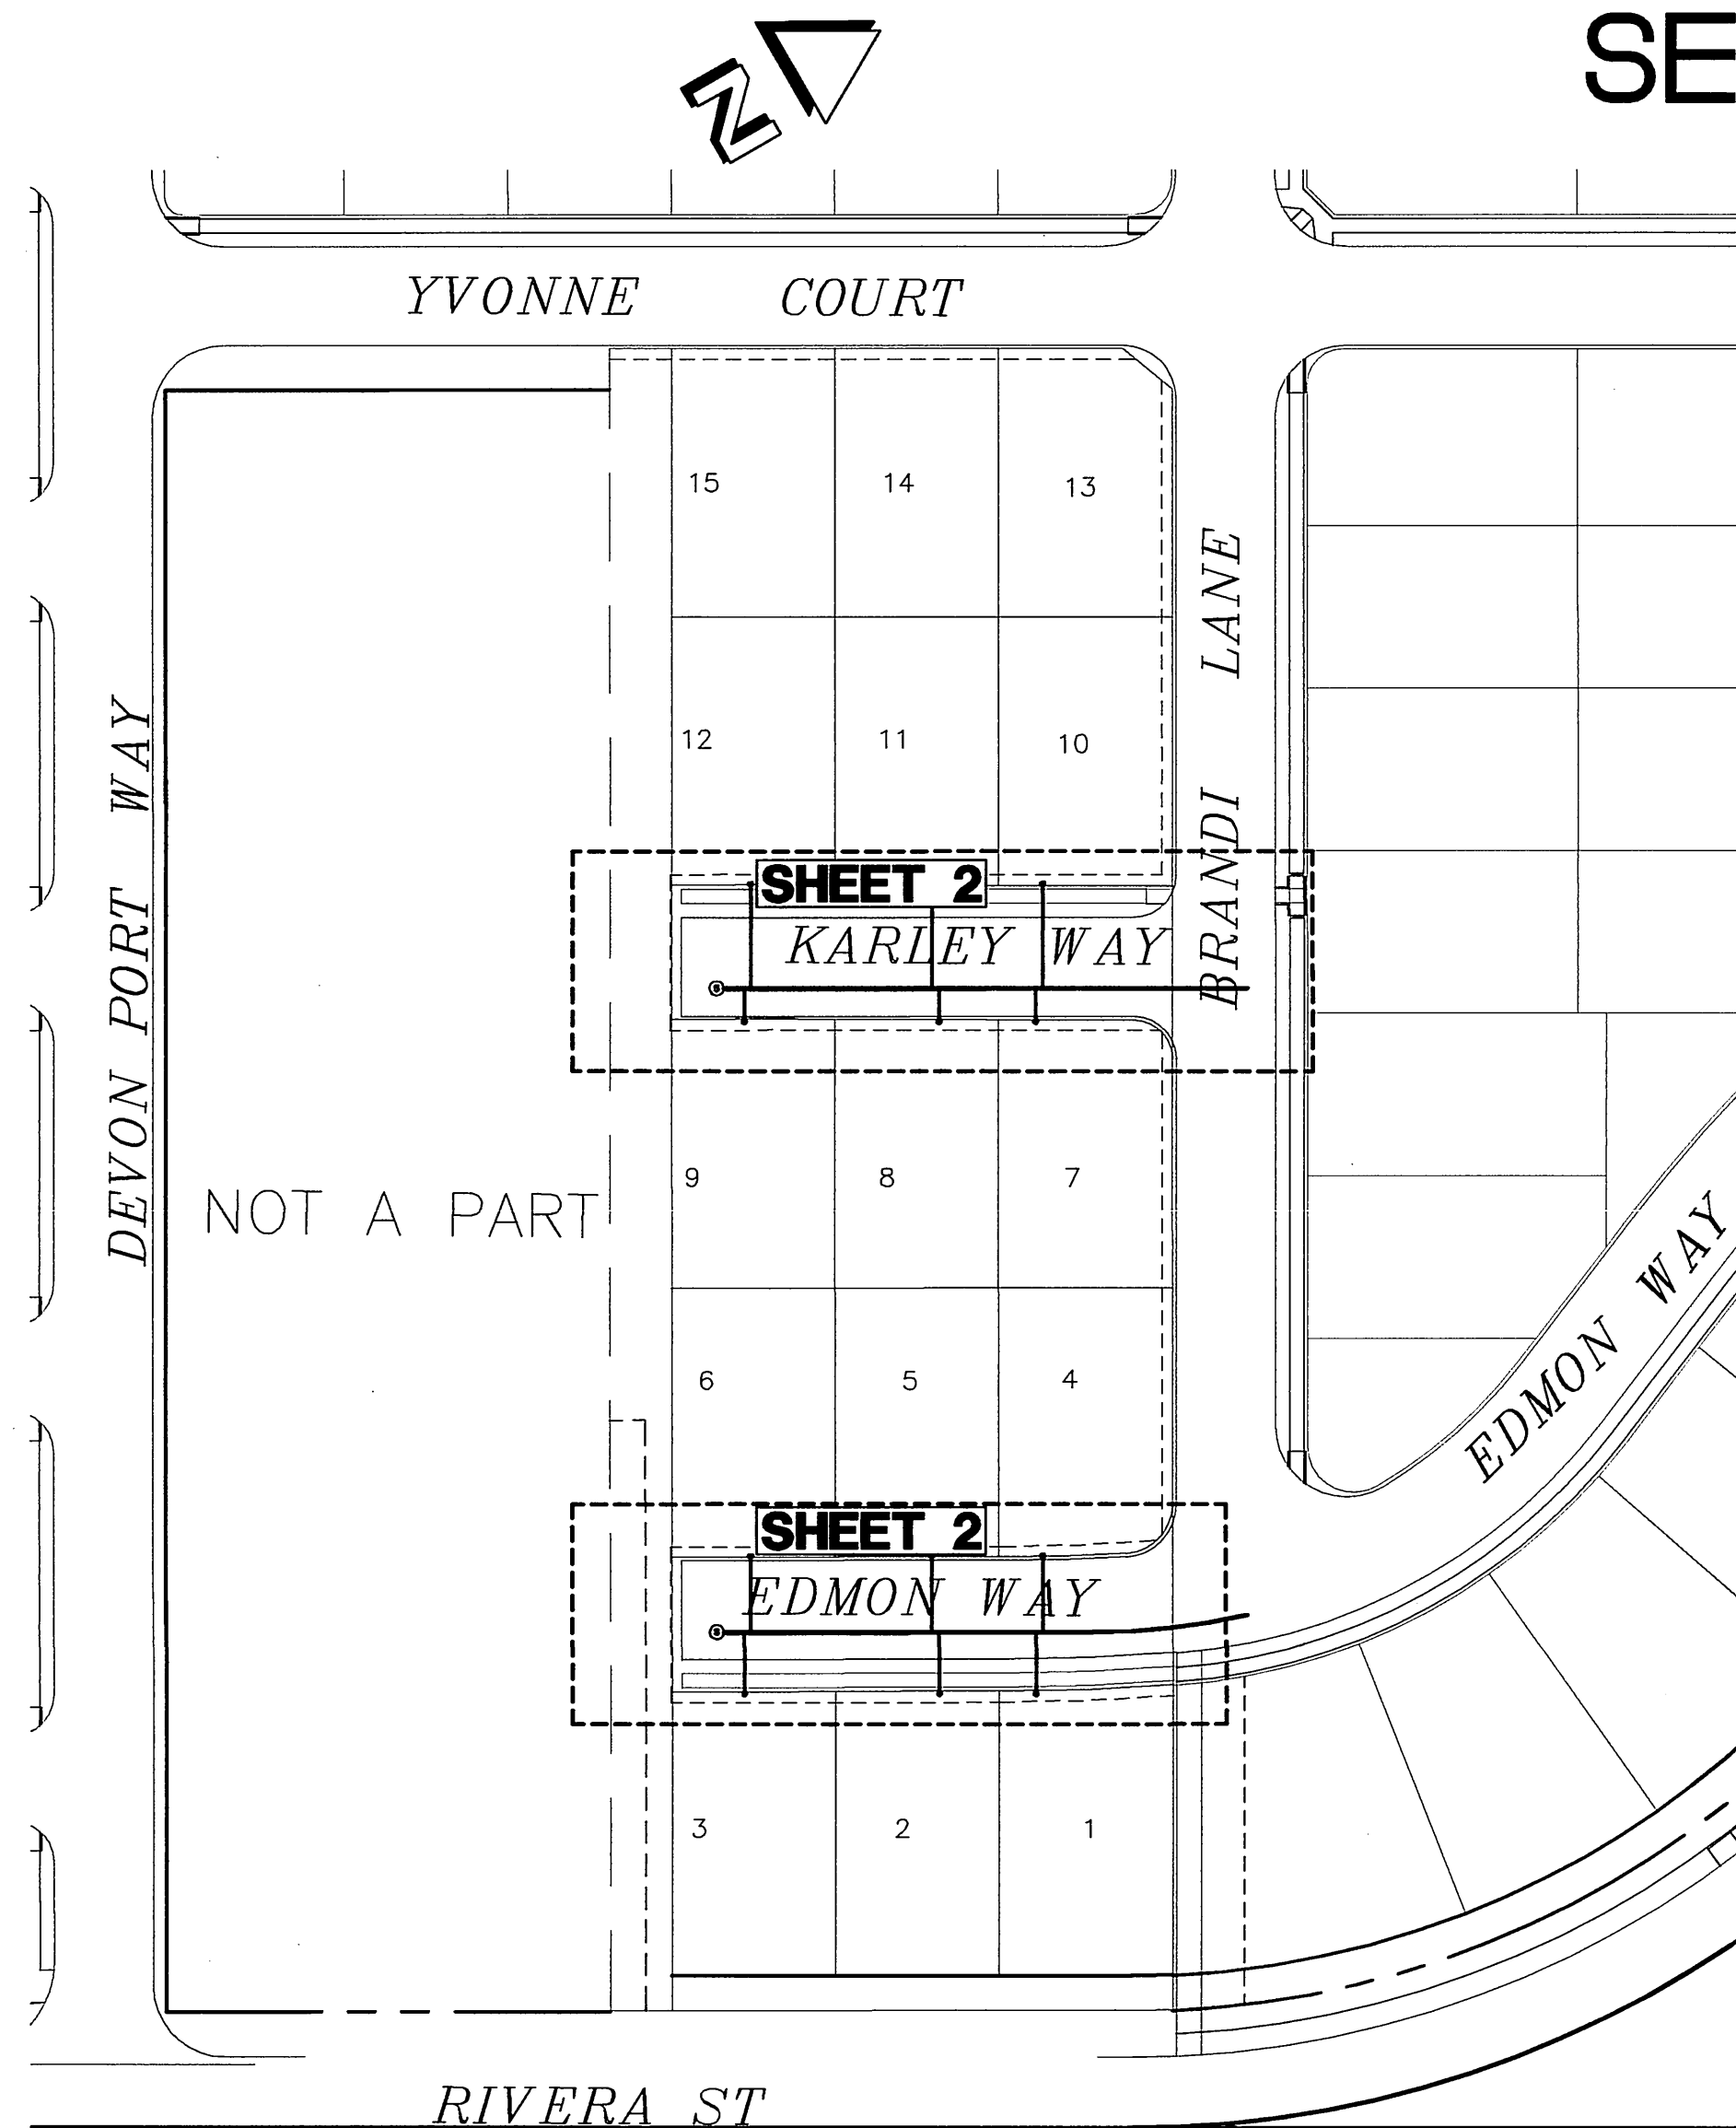 SE
N
YVONNE COURT
15 14 13
BRANDI LANE
12 11 10
DEVON PORT WAY
SHEET 2
KARLEY WAY
S
NOT A PART
9 8 7
EDMON WAY
6 5 4
SHEET 2
EDMON WAY
S
3 2 1
RIVERA ST